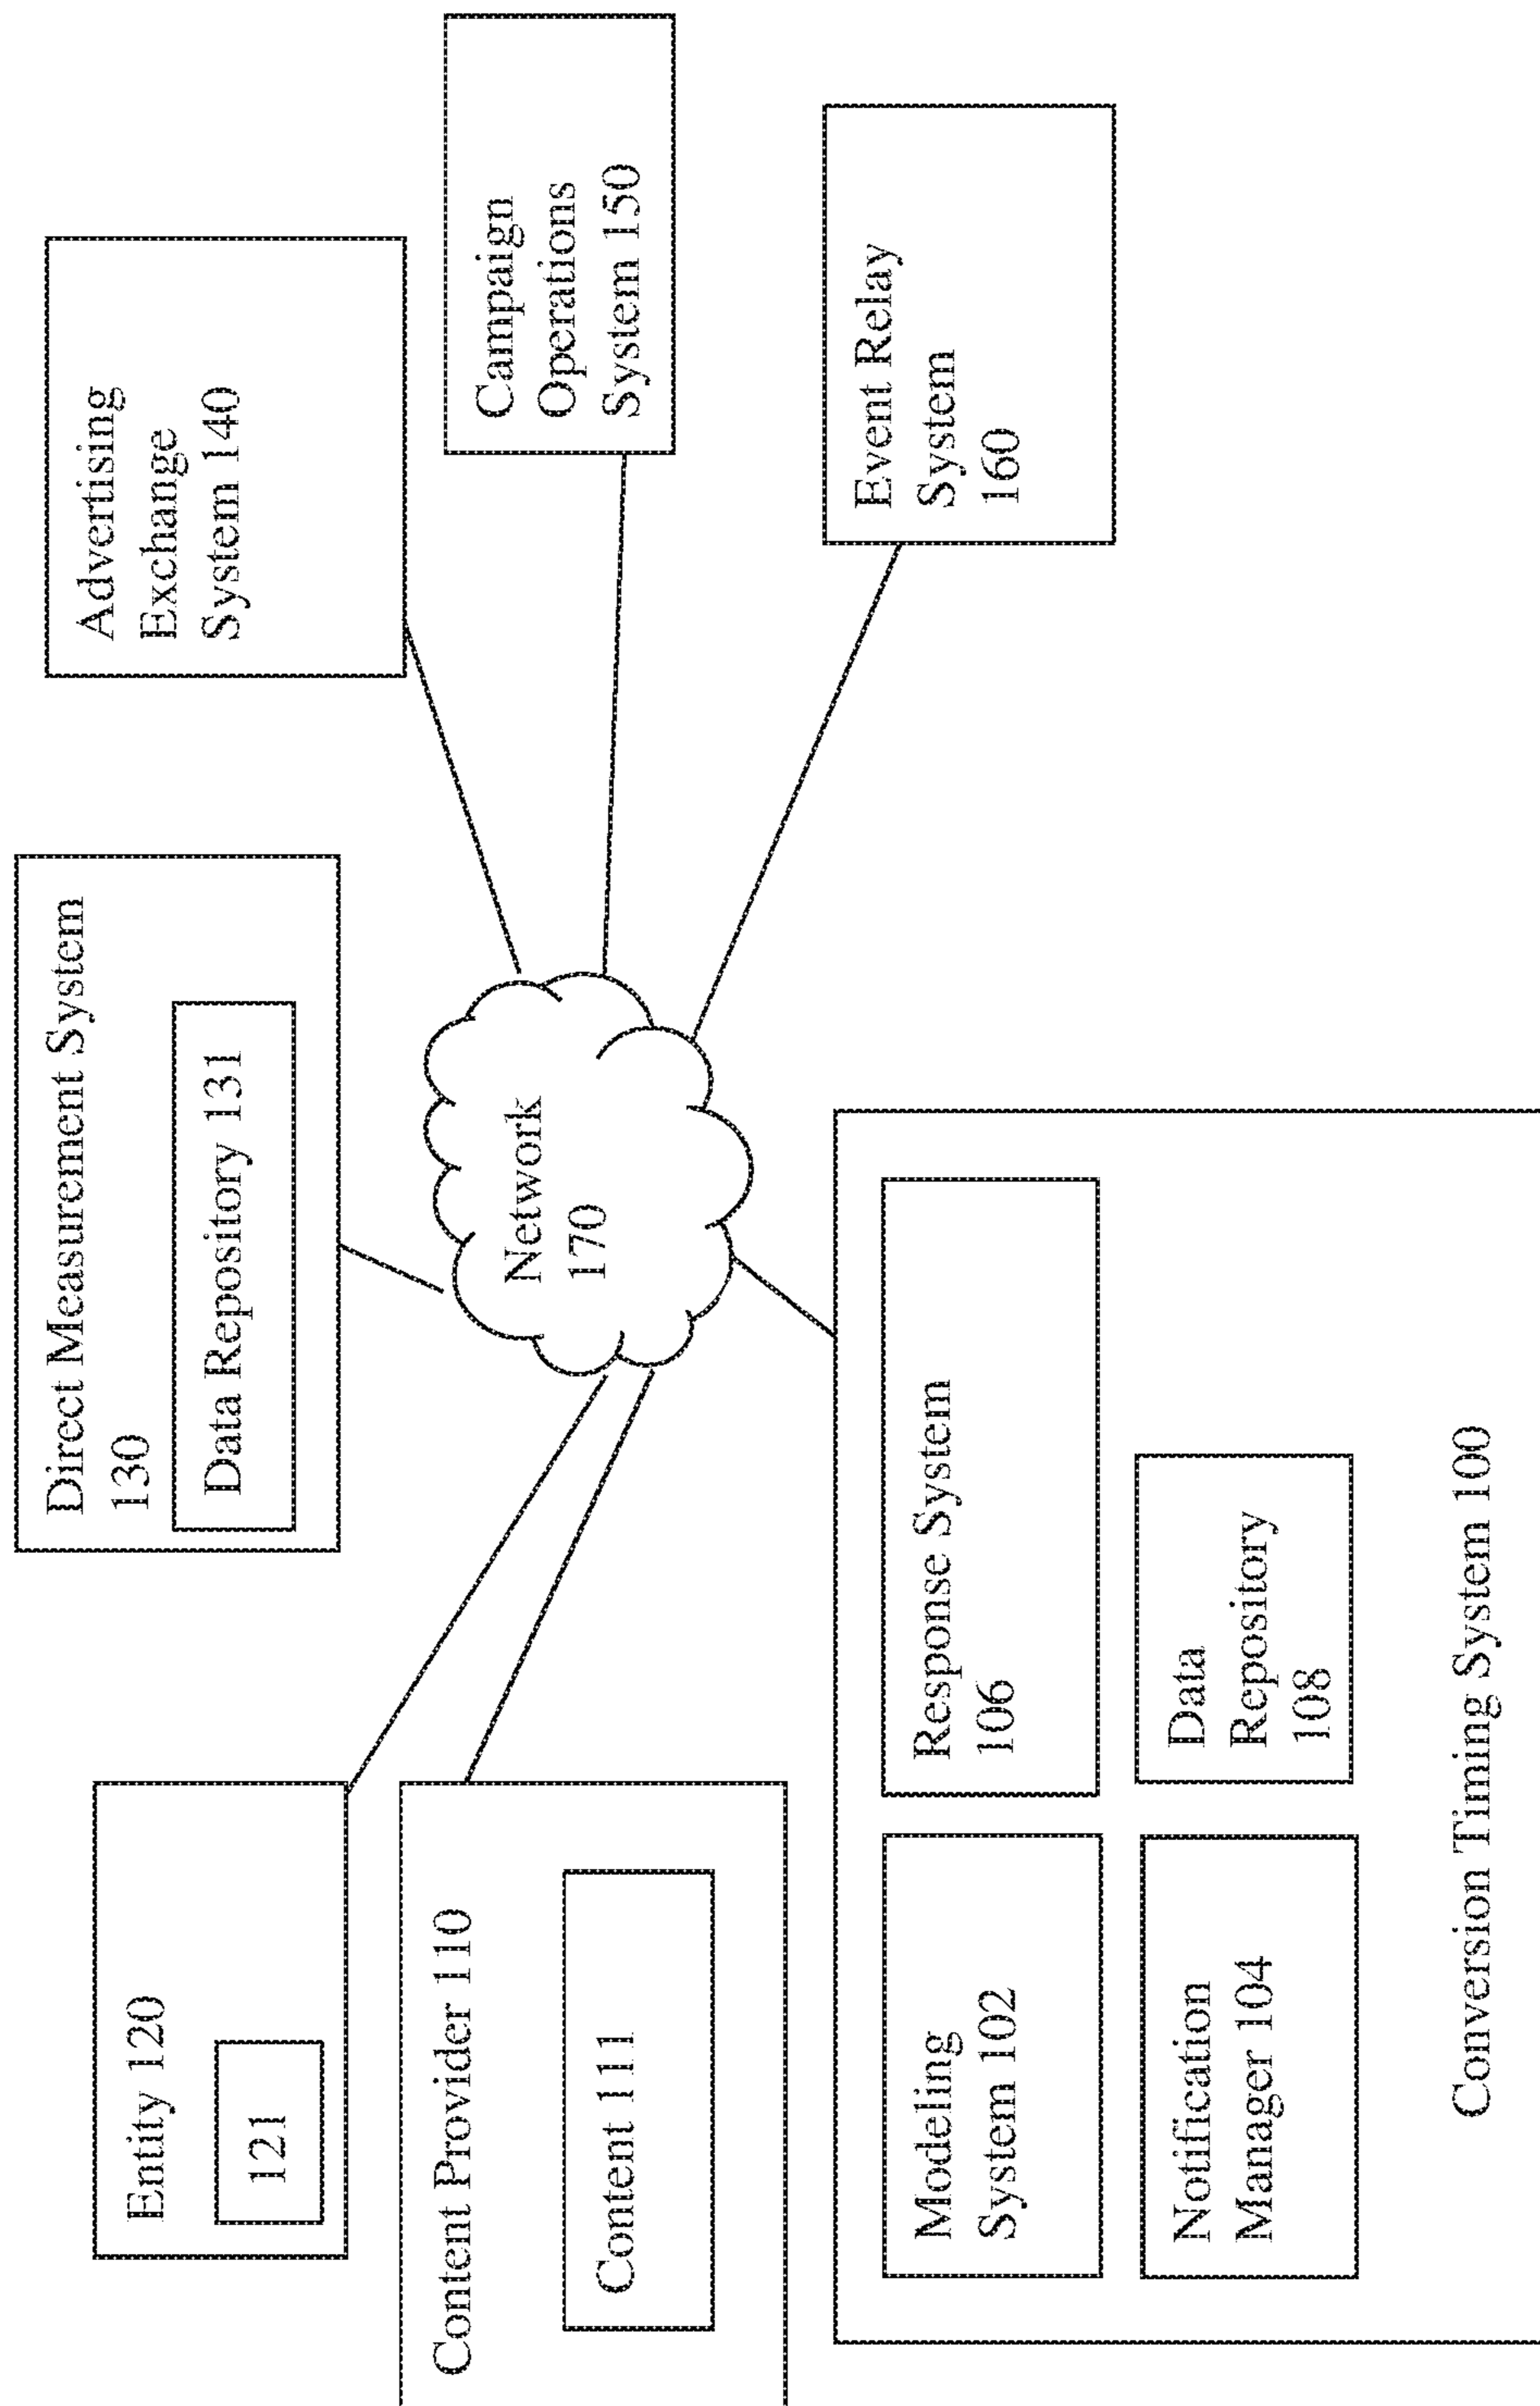 Entity 120
121
Content Provider 110
Content 111
Direct Measurement System
130
Data Repository 131
Advertising
Exchange
System 140
Campaign
Operations
System 150
Event Relay
System
160
Network
170
Modeling
System 102
Response System
106
Notification
Manager 104
Data
Repository
108
Conversion Timing System 100